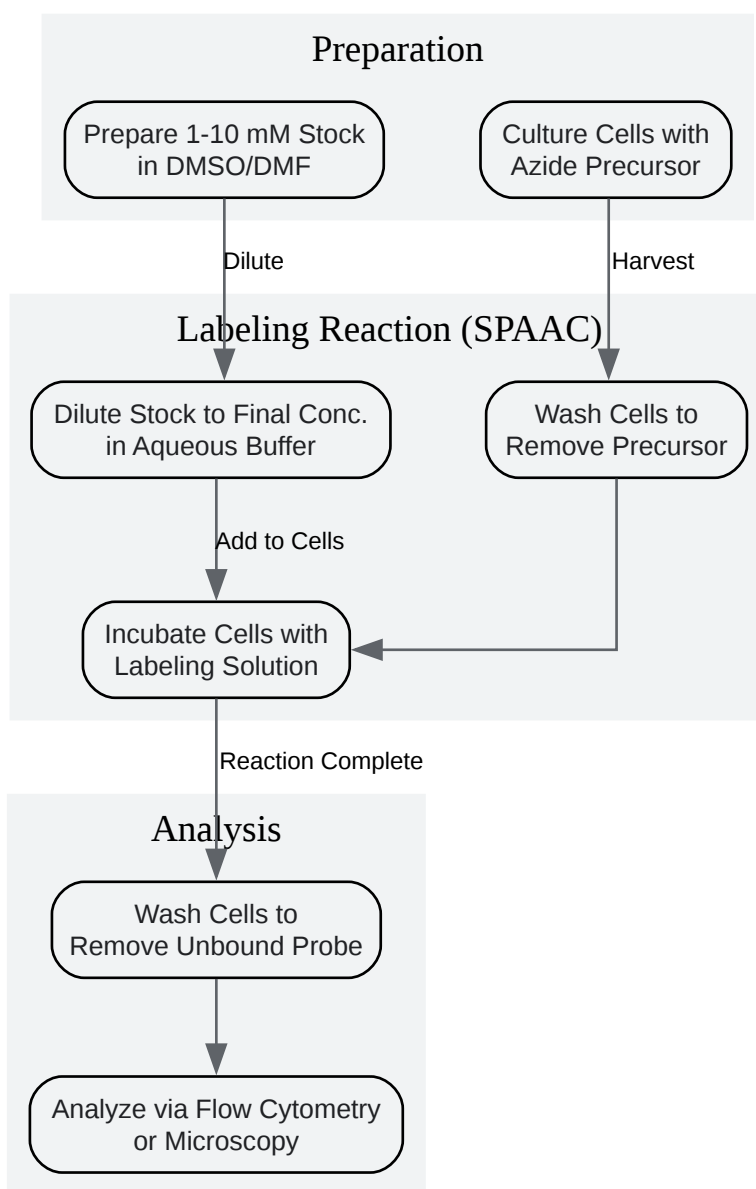 Preparation
Prepare 1-10 mM Stock
in DMSO/DMF
Culture Cells with
Azide Precursor
Dilute
Harvest
Labeling Reaction (SPAAC)
Dilute Stock to Final Conc.
in Aqueous Buffer
Wash Cells to
Remove Precursor
Add to Cells
Incubate Cells with
Labeling Solution
Reaction Complete
Analysis
Wash Cells to
Remove Unbound Probe
Analyze via Flow Cytometry
or Microscopy